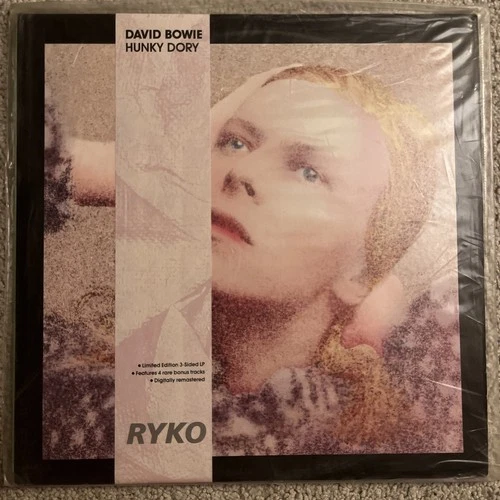 DAVID BOWIE
HUNKY DORY
• Limited Edition 3-Sided LP
• Features 4 rare bonus tracks
• Digitally remastered
RYKO